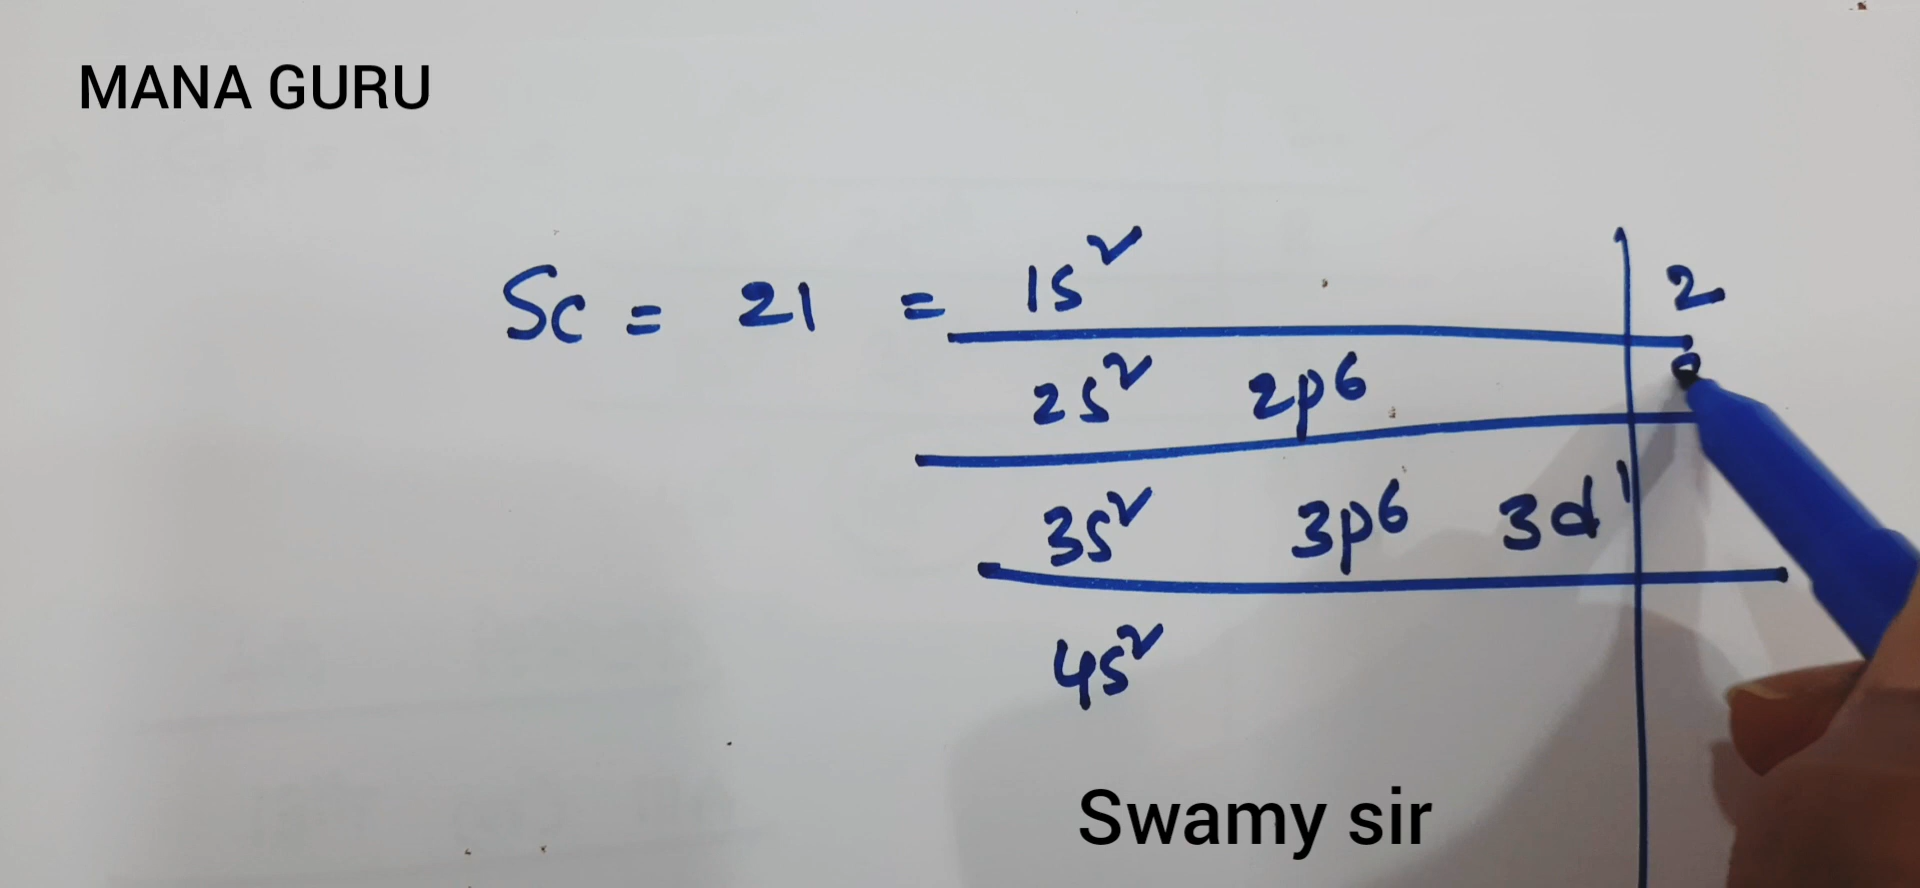 MANA GURU
Sc = 21 = 1s² 2
2s² 2p6
3s² 3p6 3d¹
4s²
Swamy sir